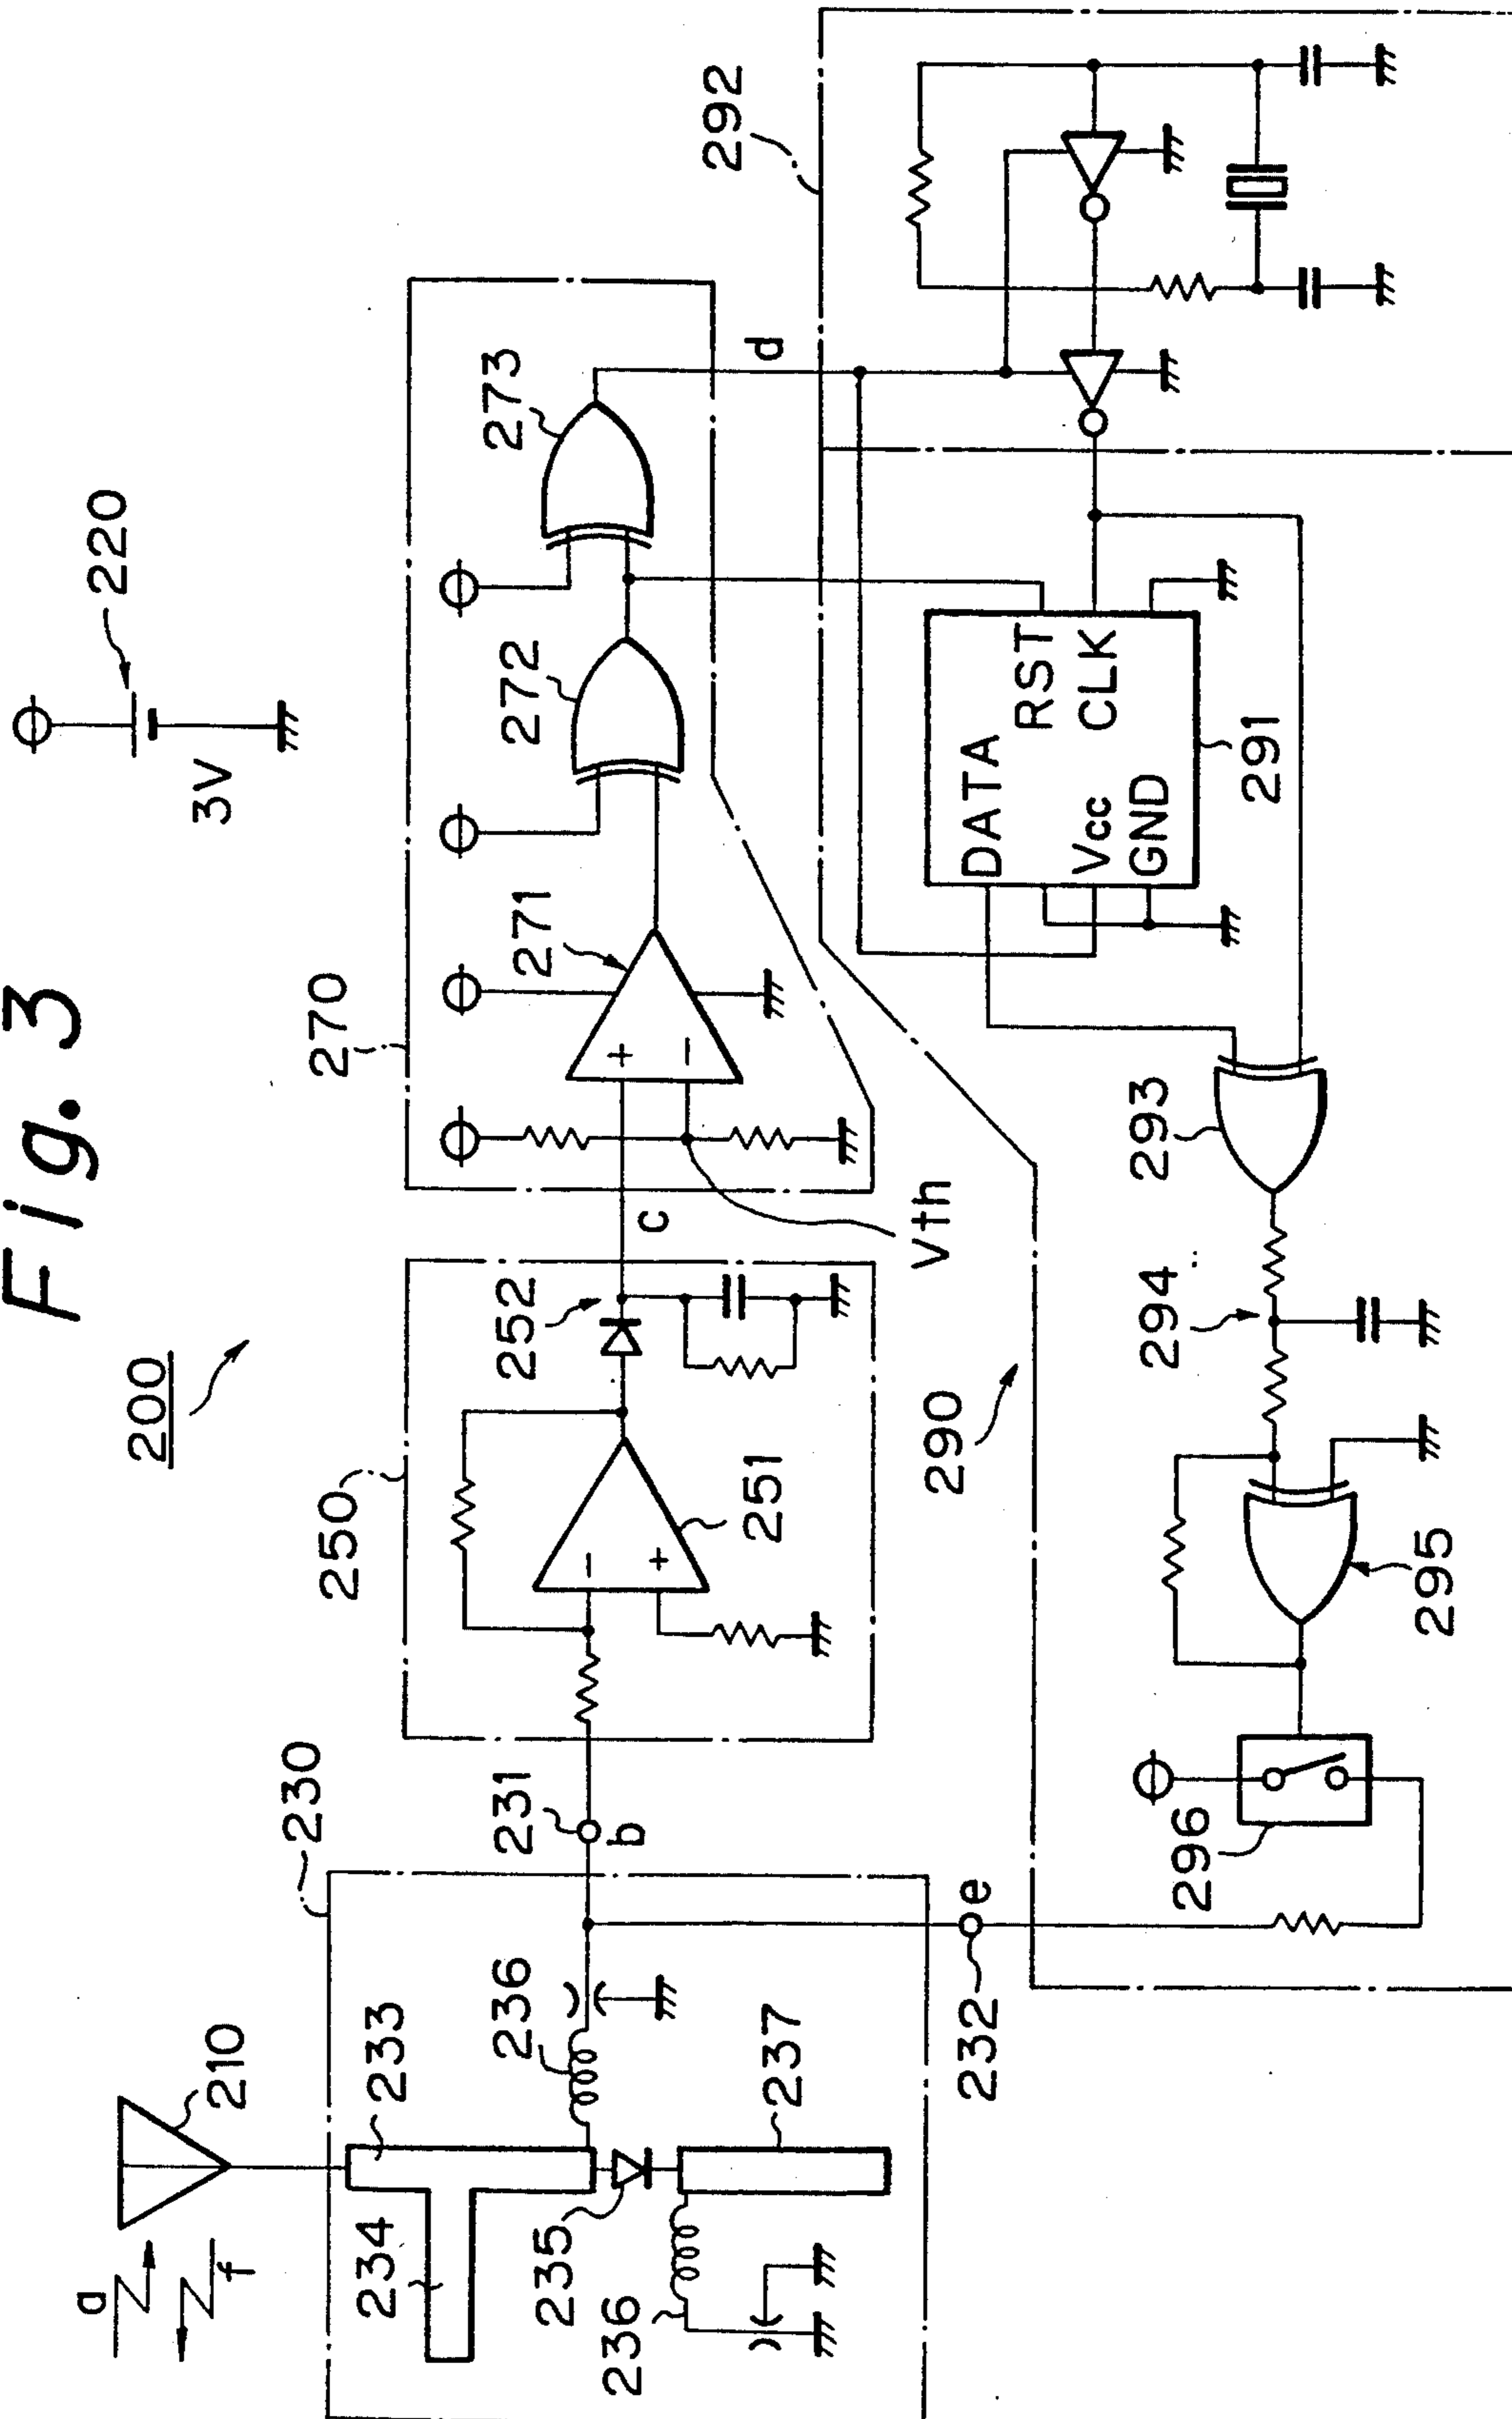 Fig. 3
200
220
3V
210
a
f
230
233
234
235
236
236
237
231
b
232
e
250
251
252
c
270
271
272
273
Vth
d
290
291
DATA
RST
Vcc
CLK
GND
292
293
294
295
296